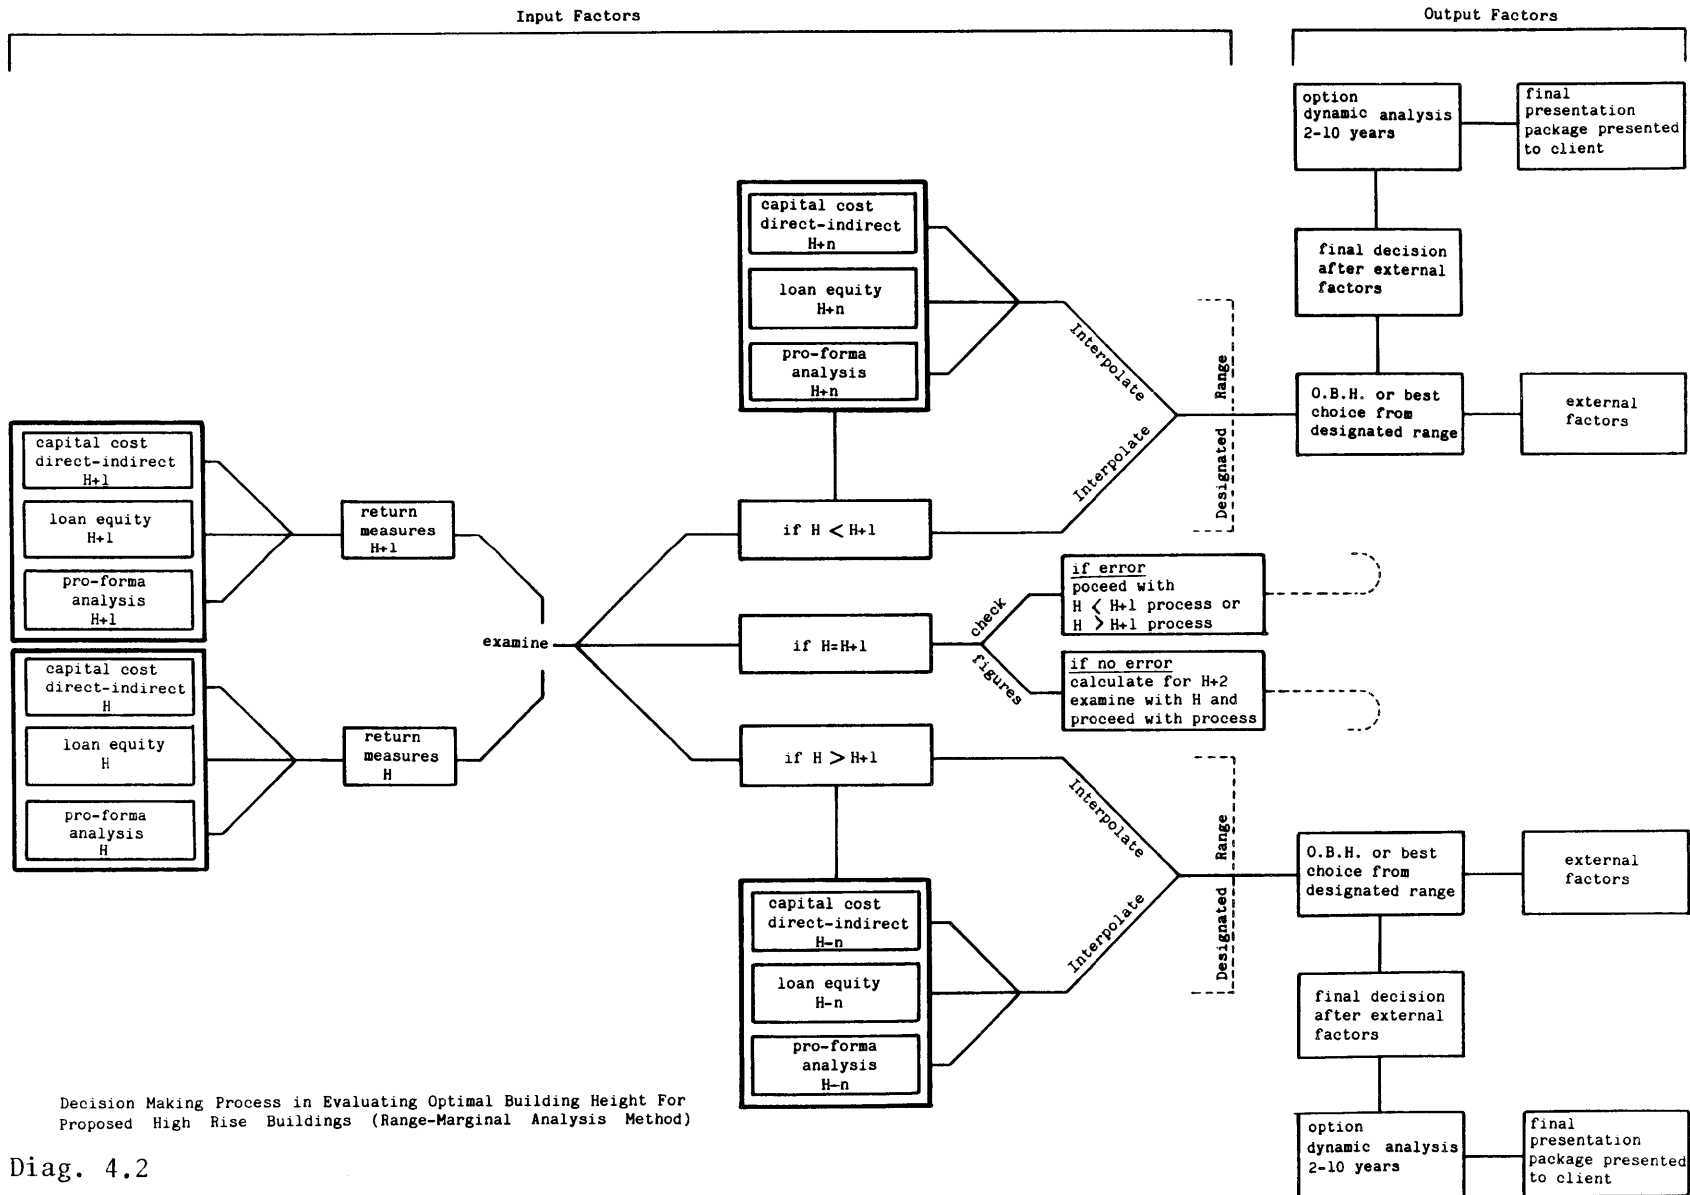 Input Factors
Output Factors
option
dynamic analysis
2-10 years
final
presentation
package presented
to client
final decision
after external
factors
capital cost
direct-indirect
H+n
loan equity
H+n
pro-forma
analysis
H+n
Interpolate
Interpolate
Designated Range
O.B.H. or best
choice from
designated range
external
factors
capital cost
direct-indirect
H+1
loan equity
H+1
pro-forma
analysis
H+1
return
measures
H+1
capital cost
direct-indirect
H
loan equity
H
pro-forma
analysis
H
return
measures
H
examine
if H < H+1
if H=H+1
check
figures
if error
poceed with
H < H+1 process or
H > H+1 process
if no error
calculate for H+2
examine with H and
proceed with process
if H > H+1
Interpolate
Interpolate
Designated Range
capital cost
direct-indirect
H-n
loan equity
H-n
pro-forma
analysis
H-n
O.B.H. or best
choice from
designated range
external
factors
final decision
after external
factors
option
dynamic analysis
2-10 years
final
presentation
package presented
to client
Decision Making Process in Evaluating Optimal Building Height For
Proposed High Rise Buildings (Range-Marginal Analysis Method)
Diag. 4.2